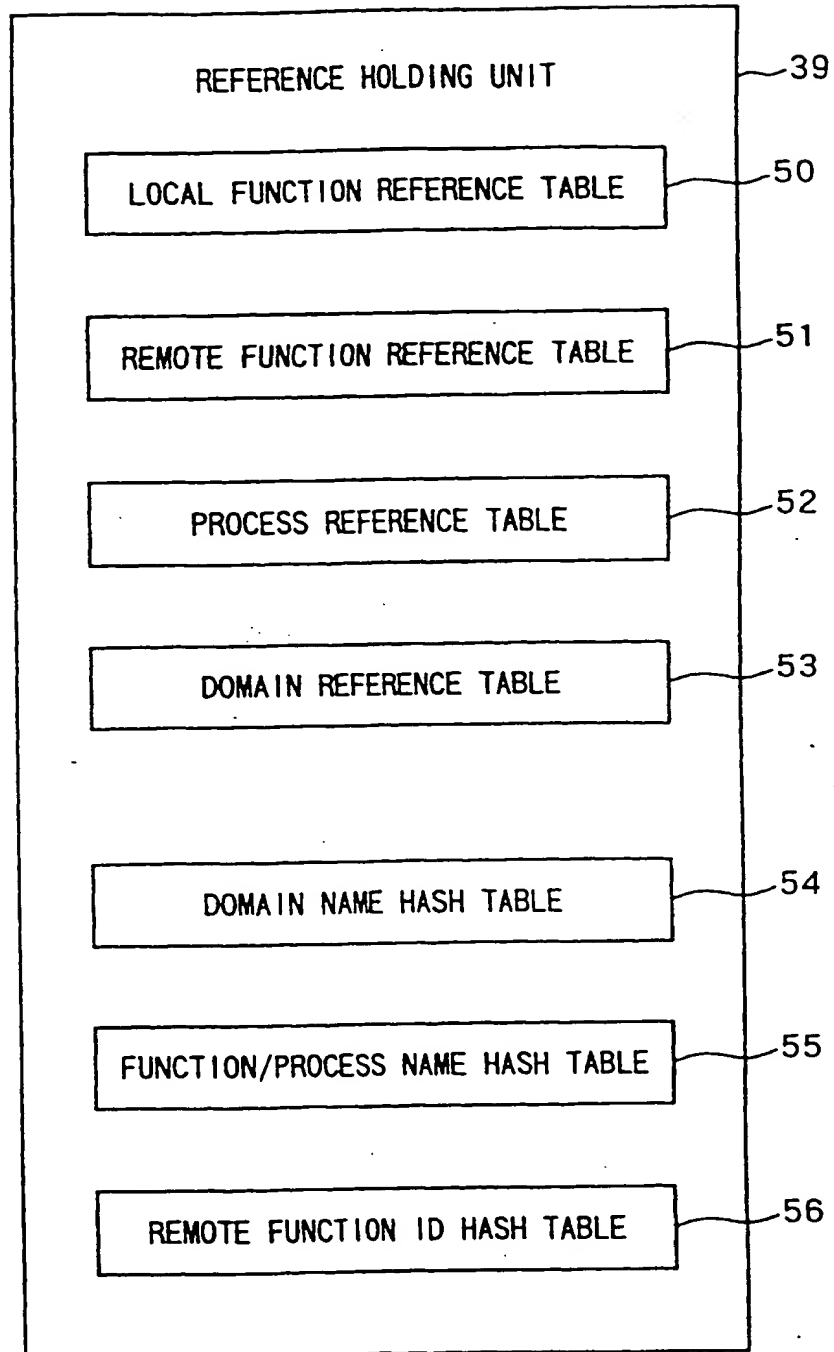 REFERENCE HOLDING UNIT
39
LOCAL FUNCTION REFERENCE TABLE
50
REMOTE FUNCTION REFERENCE TABLE
51
PROCESS REFERENCE TABLE
52
DOMAIN REFERENCE TABLE
53
DOMAIN NAME HASH TABLE
54
FUNCTION/PROCESS NAME HASH TABLE
55
REMOTE FUNCTION ID HASH TABLE
56